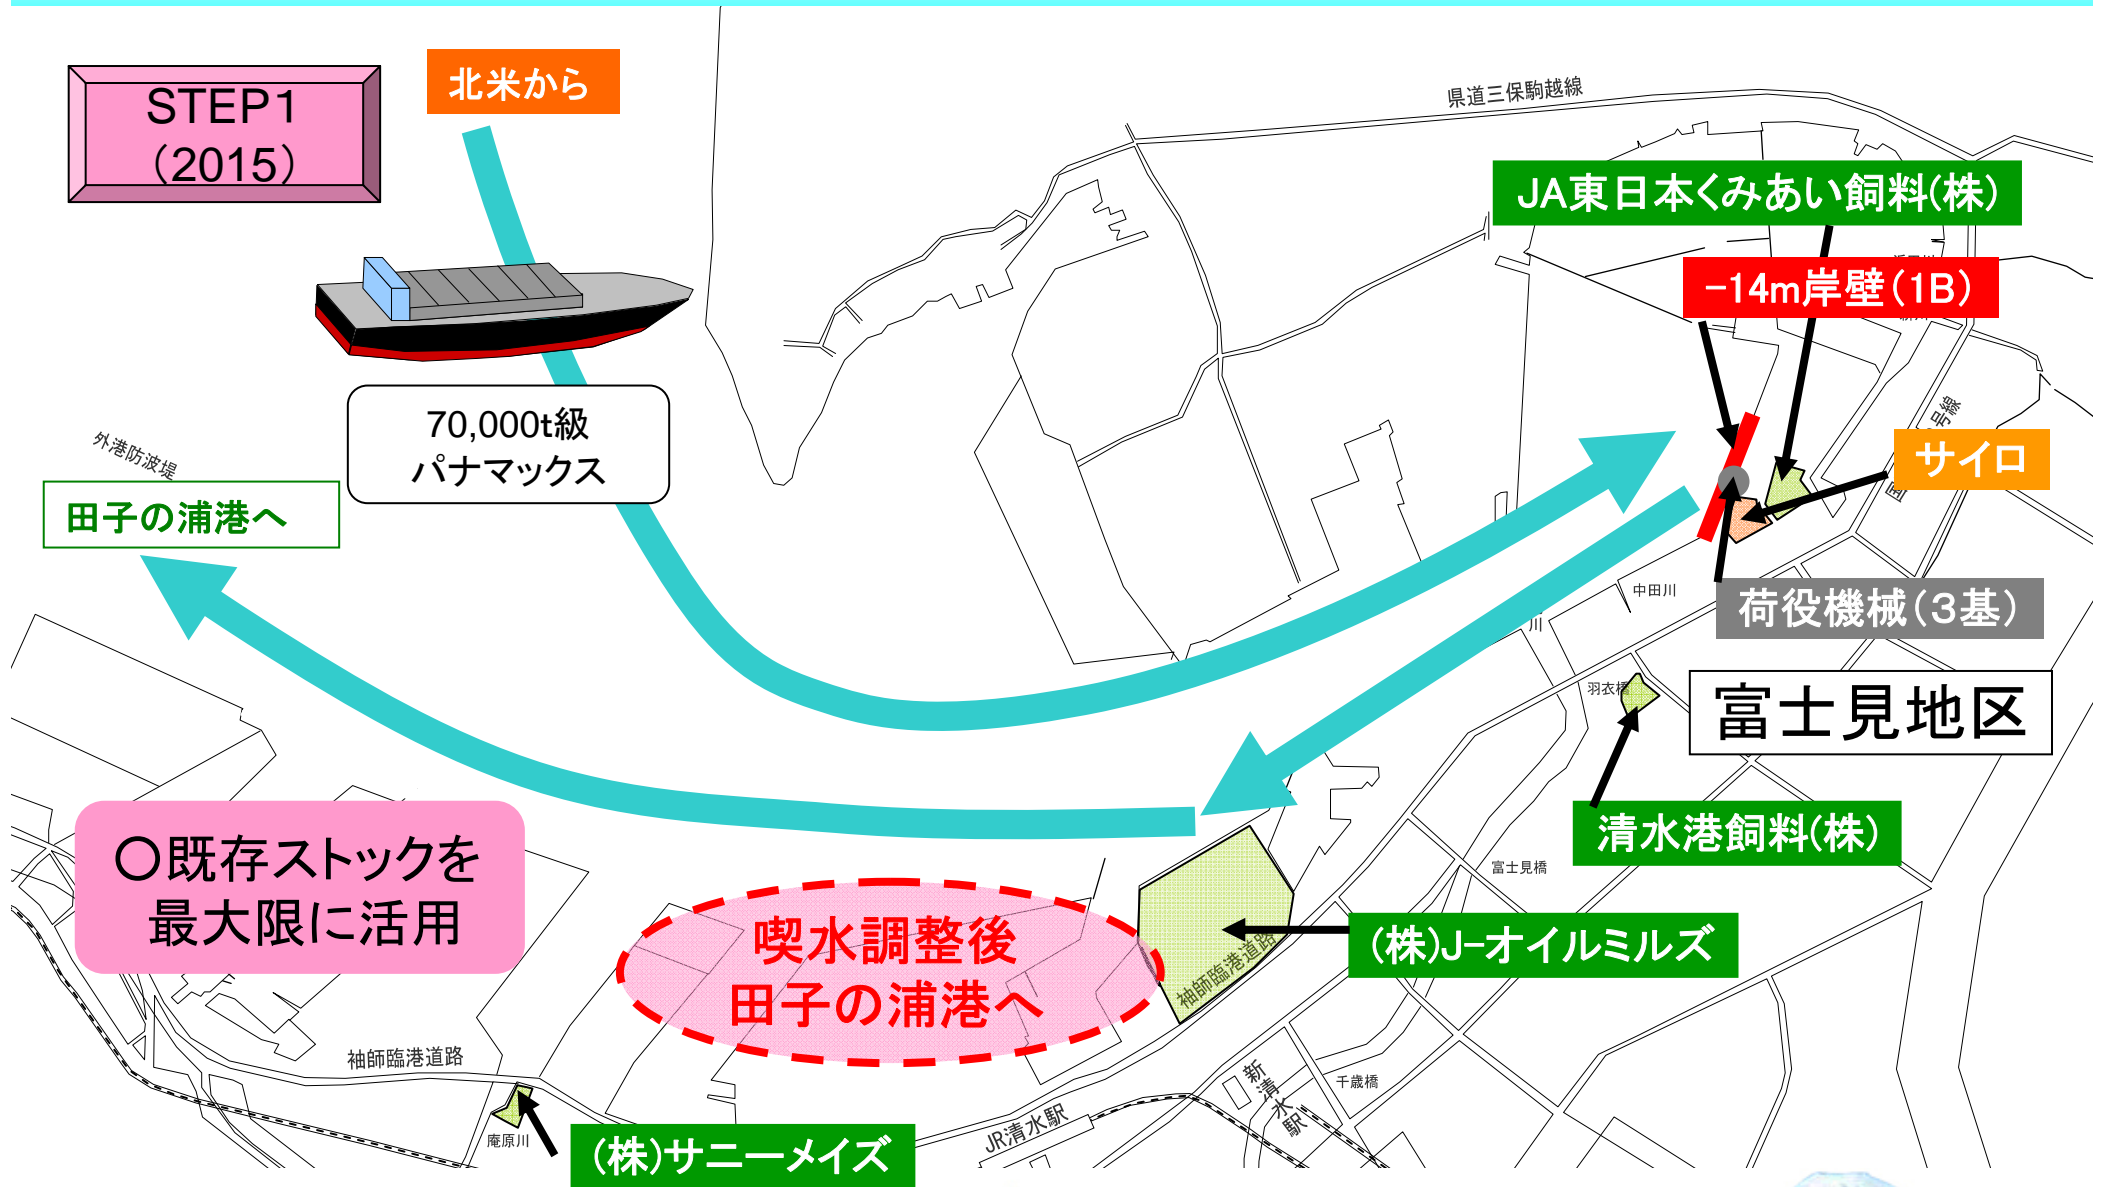 STEP1
（2015）
北米から
県道三保駒越線
JA東日本くみあい飼料(株)
-14m岸壁（1B）
70,000t級
パナマックス
外港防波堤
田子の浦港へ
号線
サイロ
中田川
川
荷役機械（3基）
羽衣橋
富士見地区
清水港飼料(株)
〇既存ストックを
最大限に活用
富士見橋
喫水調整後
田子の浦港へ
(株)J-オイルミルズ
袖師臨港道路
袖師臨港道路
新清水駅
千歳橋
JR清水駅
庵原川
(株)サニーメイズ